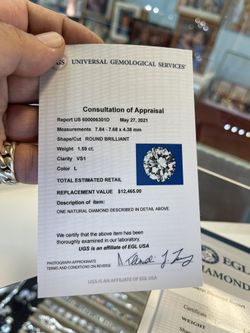 UGS UNIVERSAL GEMOLOGICAL SERVICES
Consultation of Appraisal
Report US 600006301D May 27, 2021
Measurements 7.64 - 7.68 x 4.38 mm
Shape/Cut ROUND BRILLIANT
Weight 1.59 ct.
Clarity VS1
Color L
TOTAL ESTIMATED RETAIL
REPLACEMENT VALUE $12,465.00
Description of item:
ONE NATURAL DIAMOND DESCRIBED IN DETAIL ABOVE.
We certify that the above item has been
thoroughly examined in our laboratory.
UGS is an affiliate of EGL USA
PHOTOGRAPH APPROXIMATE
TERMS AND CONDITIONS ON REVERSE
UGS IS AN AFFILIATE OF EGL USA
EGL
DIAMOND
WEIGHT